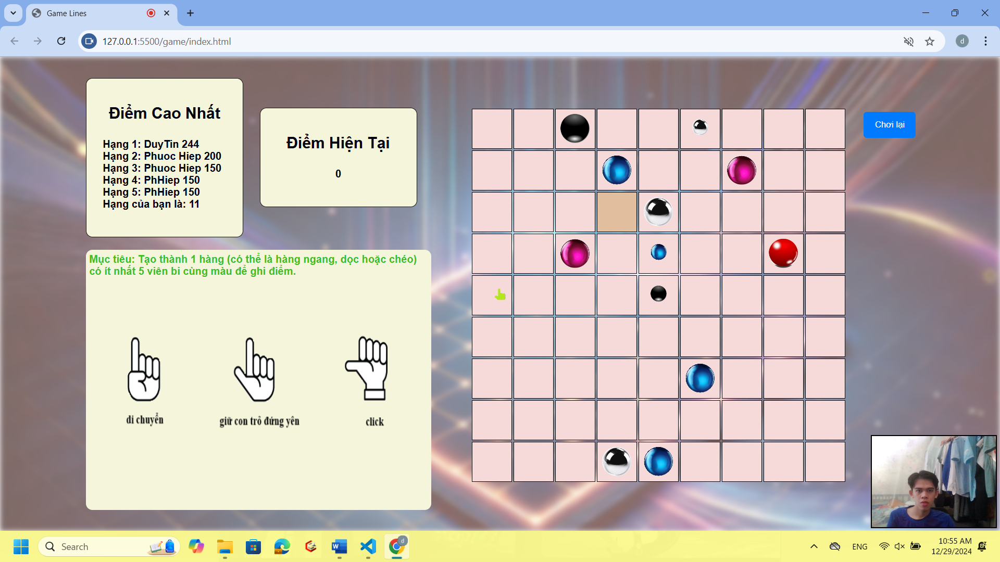 Game Lines
127.0.0.1:5500/game/index.html
d
Điểm Cao Nhất
Hạng 1: DuyTin 244
Hạng 2: Phuoc Hiep 200
Hạng 3: Phuoc Hiep 150
Hạng 4: PhHiep 150
Hạng 5: PhHiep 150
Hạng của bạn là: 11
Điểm Hiện Tại
0
Chơi lại
Mục tiêu: Tạo thành 1 hàng (có thể là hàng ngang, dọc hoặc chéo)
có ít nhất 5 viên bi cùng màu để ghi điểm.
di chuyển
giữ con trỏ đứng yên
click
Search
W
d
ENG
10:55 AM
12/29/2024